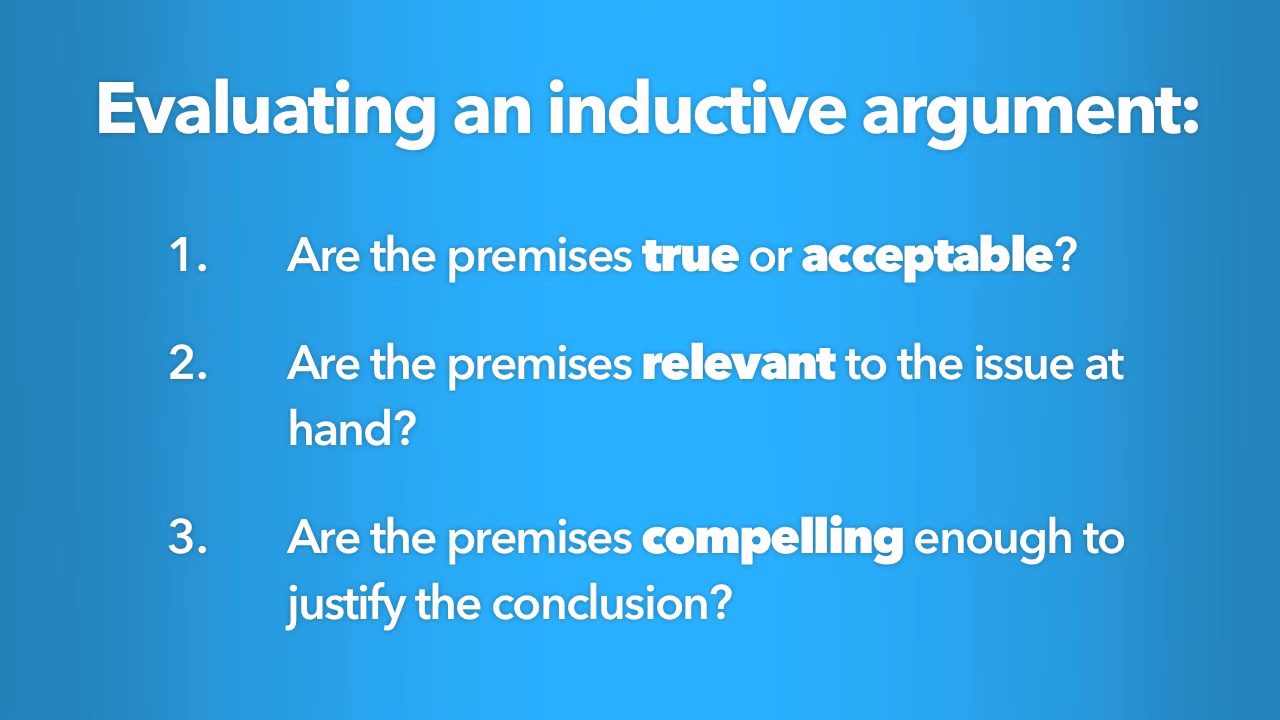 Evaluating an inductive argument:
1. Are the premises true or acceptable?
2. Are the premises relevant to the issue at
hand?
3. Are the premises compelling enough to
justify the conclusion?